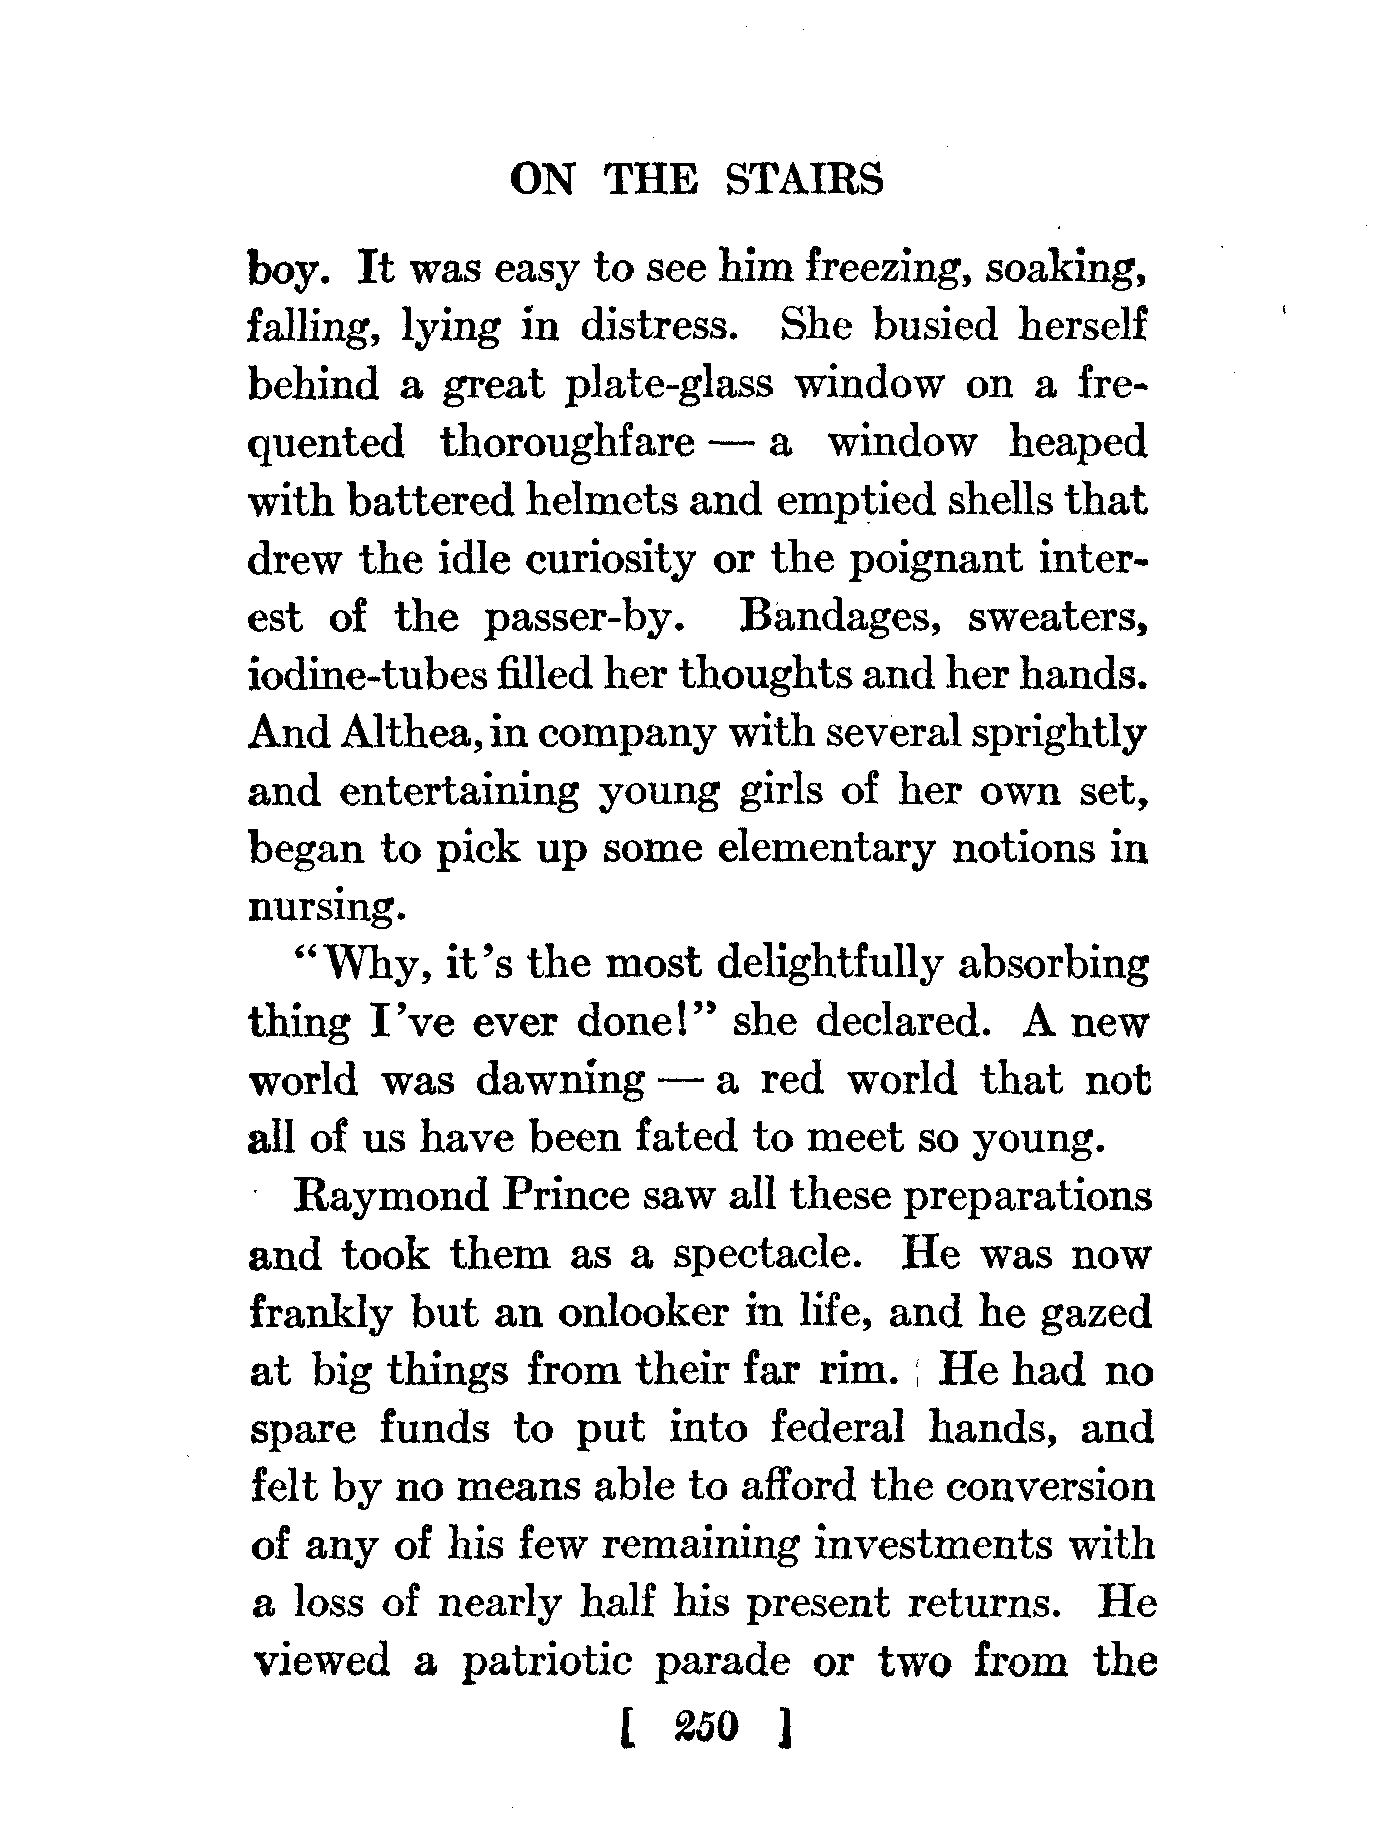 ON THE STAIRS
boy. It was easy to see him freezing, soaking,
falling, lying in distress. She busied herself
behind a great plate-glass window on a fre-
quented thoroughfare — a window heaped
with battered helmets and emptied shells that
drew the idle curiosity or the poignant inter-
est of the passer-by. Bandages, sweaters,
iodine-tubes filled her thoughts and her hands.
And Althea, in company with several sprightly
and entertaining young girls of her own set,
began to pick up some elementary notions in
nursing.
“Why, it’s the most delightfully absorbing
thing I’ve ever done!” she declared. A new
world was dawning — a red world that not
all of us have been fated to meet so young.
Raymond Prince saw all these preparations
and took them as a spectacle. He was now
frankly but an onlooker in life, and he gazed
at big things from their far rim. He had no
spare funds to put into federal hands, and
felt by no means able to afford the conversion
of any of his few remaining investments with
a loss of nearly half his present returns. He
viewed a patriotic parade or two from the
[ 250 ]